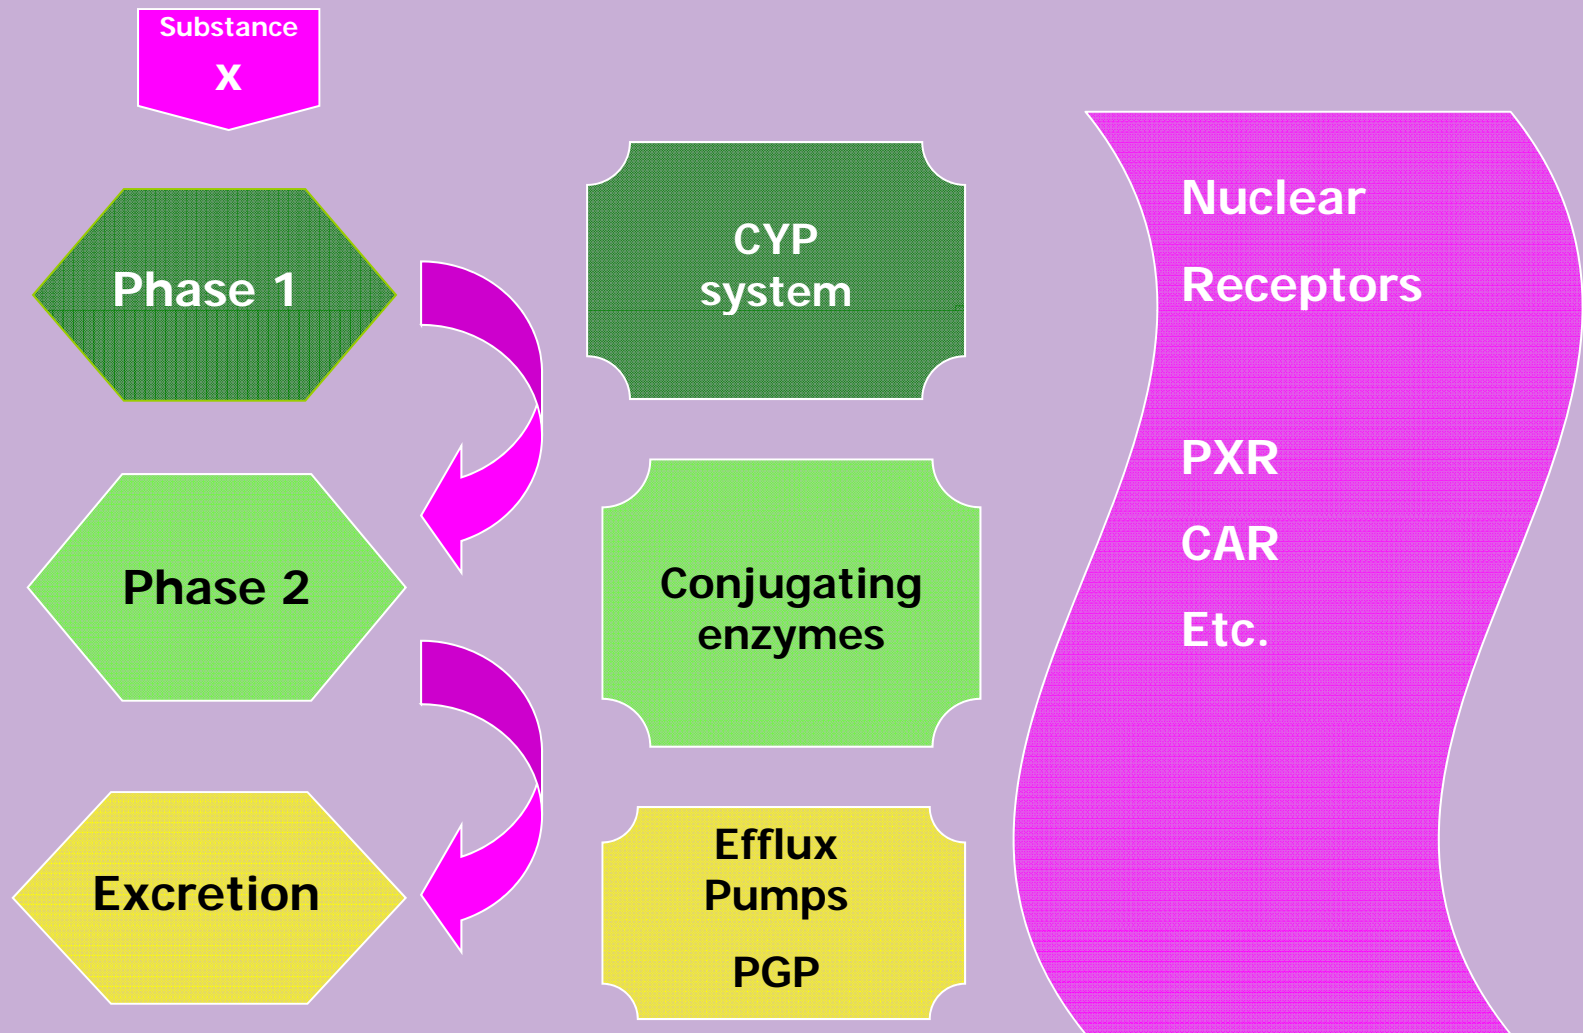 Substance
x
Phase 1
CYP
system
Nuclear
Receptors
PXR
CAR
Etc.
Phase 2
Conjugating
enzymes
Excretion
Efflux
Pumps
PGP